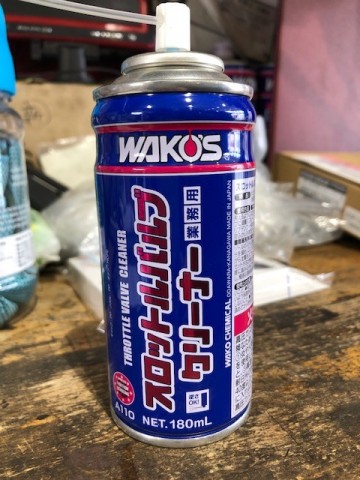 WAKO'S
THROTTLE VALVE CLEANER
スロットルバルブ
クリーナー
業務用
WAKO CHEMICAL ODAWARA-KANAGAWA MADE IN JAPAN
A110
NET.180mL